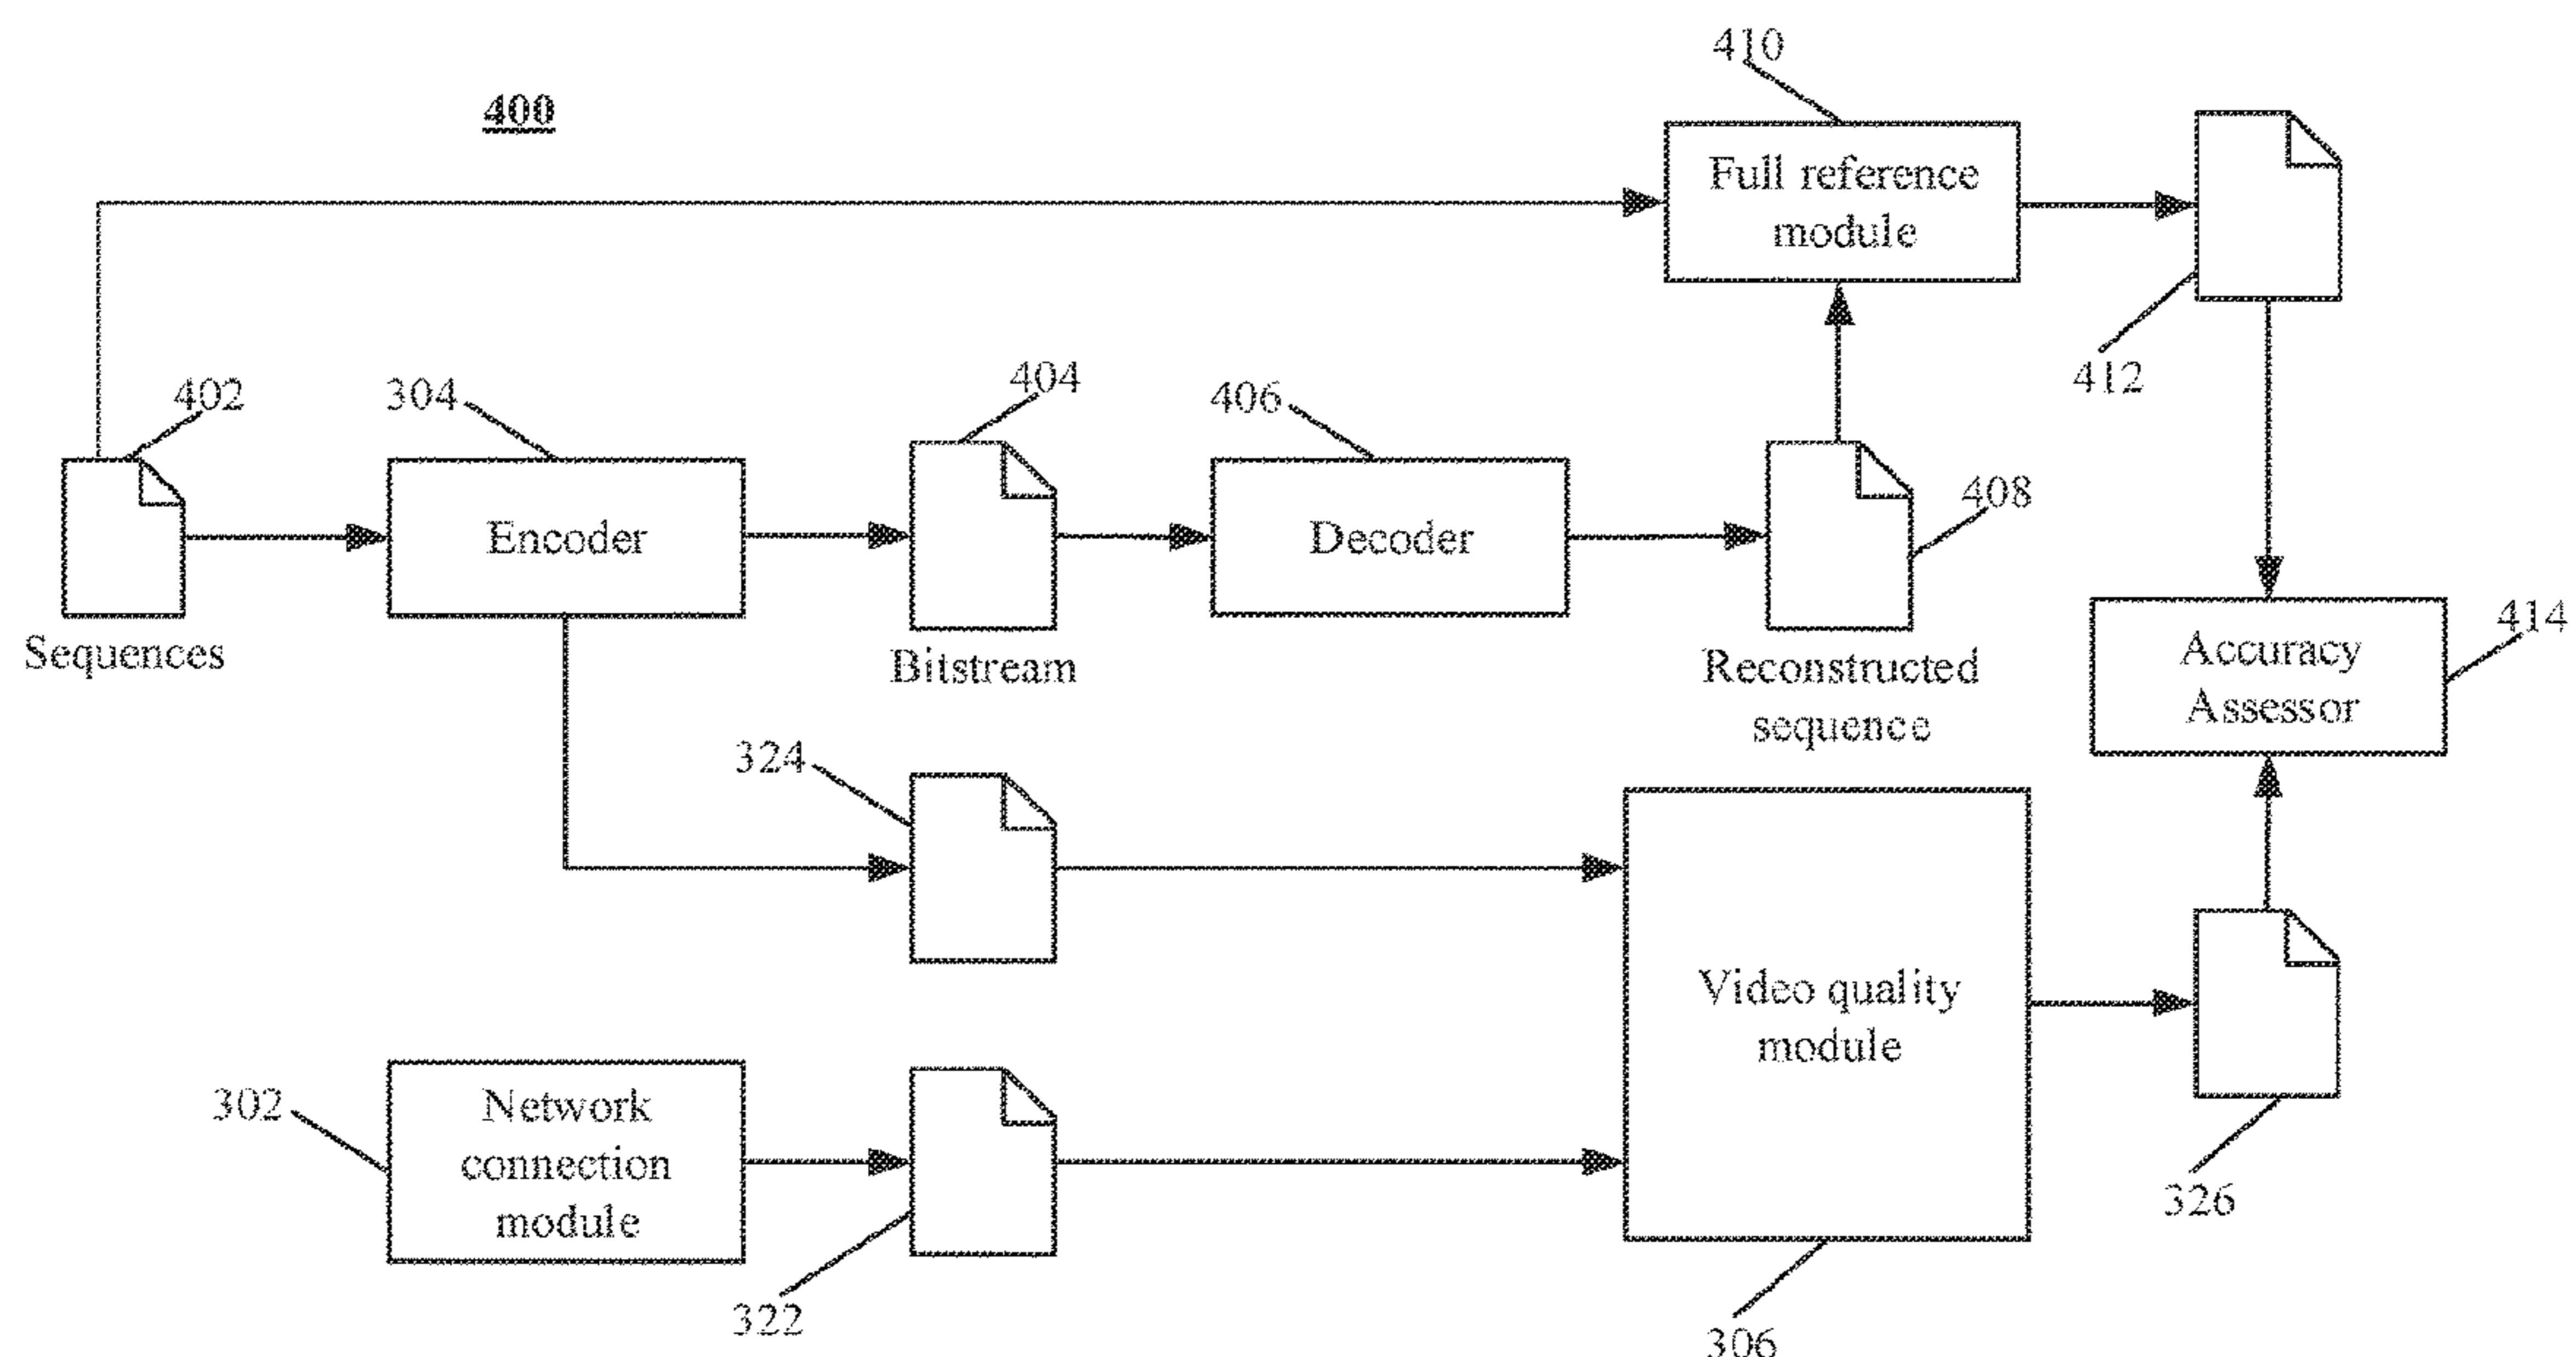 410
400
Full reference
module
412
402
304
404
406
408
Encoder
Decoder
Sequences
Bitstream
Reconstructed
sequence
414
Accuracy
Assessor
324
Video quality
module
302
Network
connection
module
322
326
306